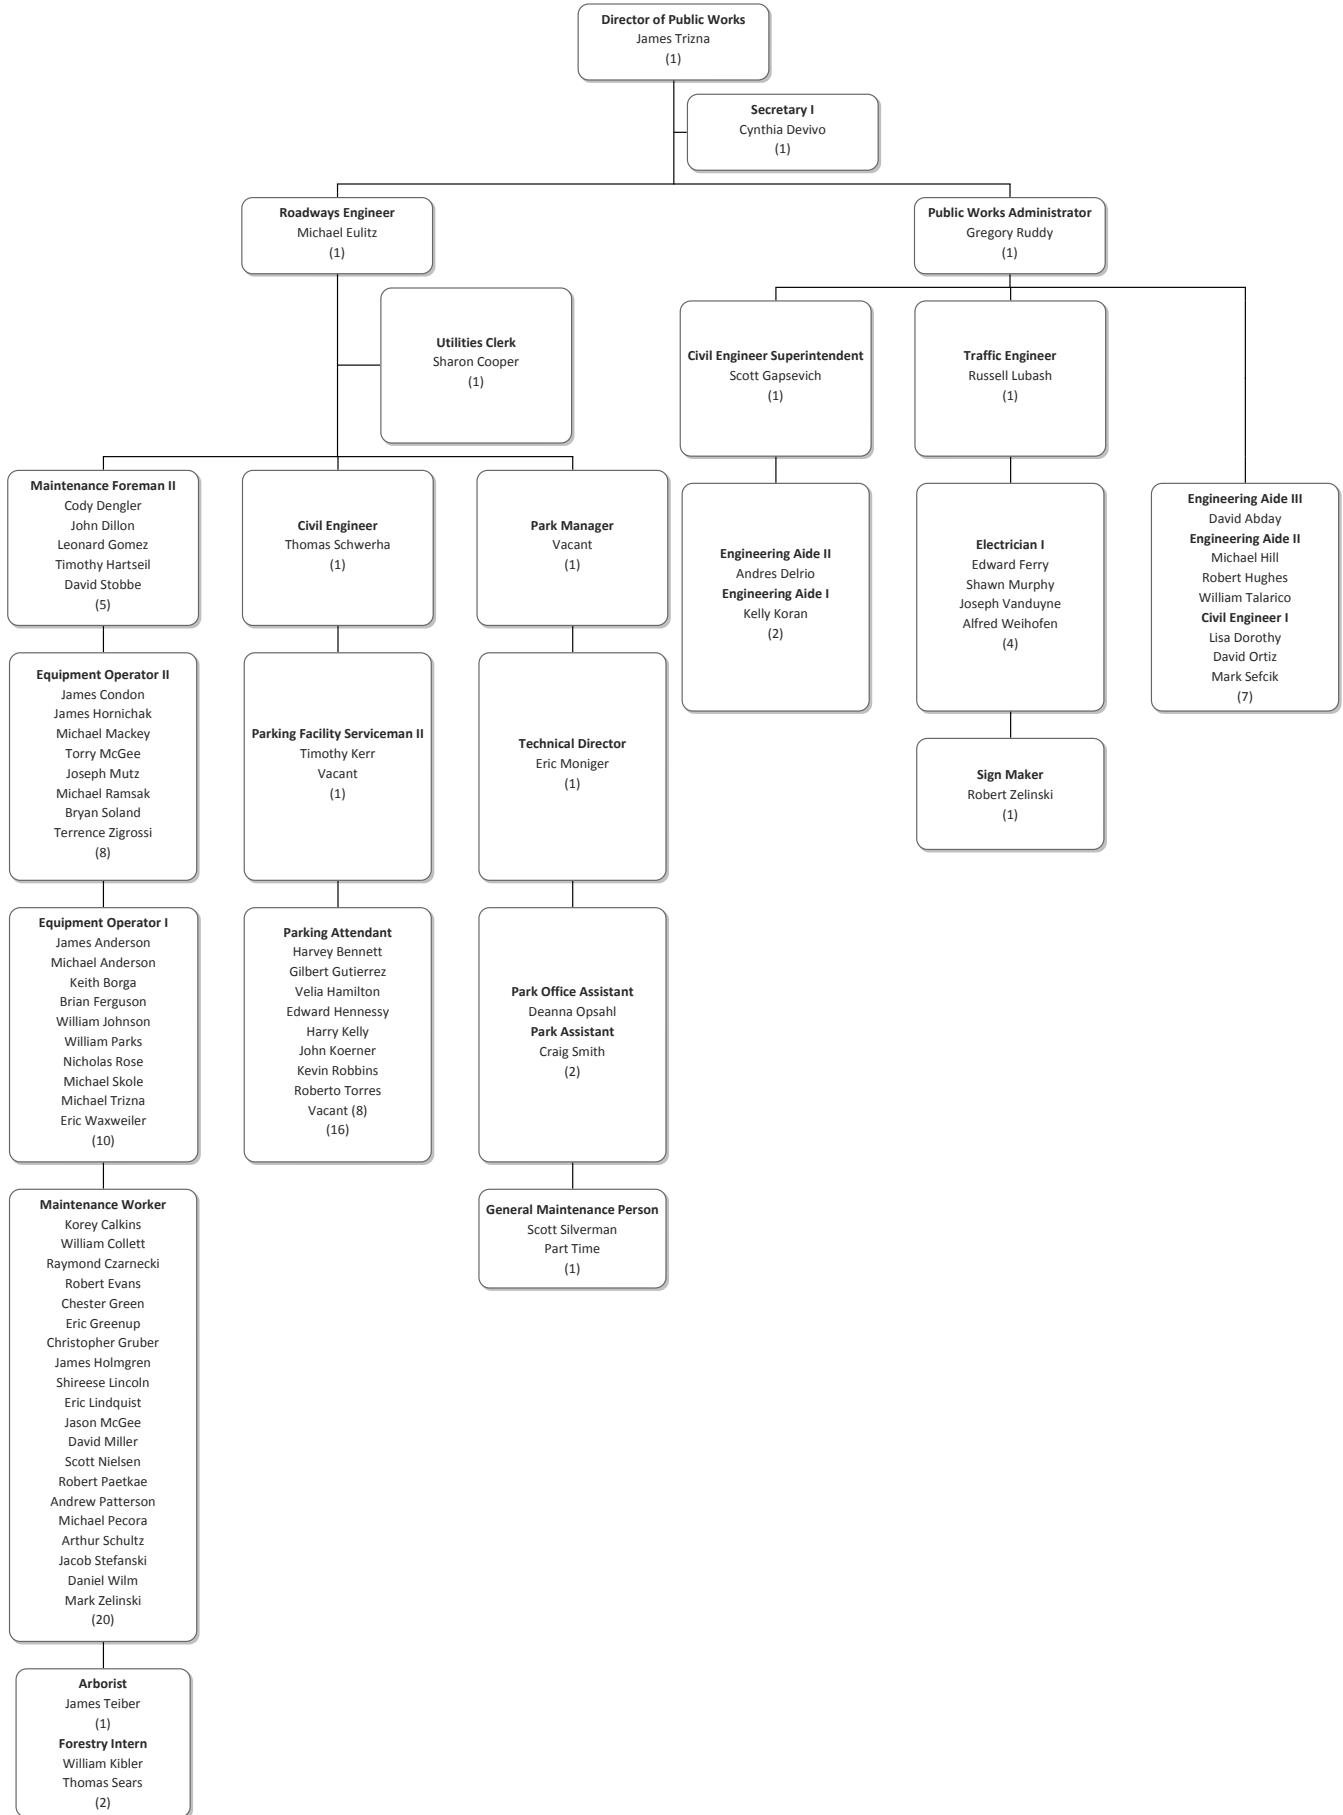 Director of Public Works
James Trizna
(1)
Secretary I
Cynthia Devivo
(1)
Roadways Engineer
Michael Eulitz
(1)
Public Works Administrator
Gregory Ruddy
(1)
Utilities Clerk
Sharon Cooper
(1)
Civil Engineer Superintendent
Scott Gapsevich
(1)
Traffic Engineer
Russell Lubash
(1)
Maintenance Foreman II
Cody Dengler
John Dillon
Leonard Gomez
Timothy Hartseil
David Stobbe
(5)
Civil Engineer
Thomas Schwerha
(1)
Park Manager
Vacant
(1)
Engineering Aide II
Andres Delrio
Engineering Aide I
Kelly Koran
(2)
Electrician I
Edward Ferry
Shawn Murphy
Joseph Vanduyne
Alfred Weihofen
(4)
Engineering Aide III
David Abday
Engineering Aide II
Michael Hill
Robert Hughes
William Talarico
Civil Engineer I
Lisa Dorothy
David Ortiz
Mark Sefcik
(7)
Equipment Operator II
James Condon
James Hornichak
Michael Mackey
Torry McGee
Joseph Mutz
Michael Ramsak
Bryan Soland
Terrence Zigrossi
(8)
Parking Facility Serviceman II
Timothy Kerr
Vacant
(1)
Technical Director
Eric Moniger
(1)
Sign Maker
Robert Zelinski
(1)
Equipment Operator I
James Anderson
Michael Anderson
Keith Borga
Brian Ferguson
William Johnson
William Parks
Nicholas Rose
Michael Skole
Michael Trizna
Eric Waxweiler
(10)
Parking Attendant
Harvey Bennett
Gilbert Gutierrez
Velia Hamilton
Edward Hennessy
Harry Kelly
John Koerner
Kevin Robbins
Roberto Torres
Vacant (8)
(16)
Park Office Assistant
Deanna Opsahl
Park Assistant
Craig Smith
(2)
Maintenance Worker
Korey Calkins
William Collett
Raymond Czarnecki
Robert Evans
Chester Green
Eric Greenup
Christopher Gruber
James Holmgren
Shireese Lincoln
Eric Lindquist
Jason McGee
David Miller
Scott Nielsen
Robert Paetkae
Andrew Patterson
Michael Pecora
Arthur Schultz
Jacob Stefanski
Daniel Wilm
Mark Zelinski
(20)
General Maintenance Person
Scott Silverman
Part Time
(1)
Arborist
James Teiber
(1)
Forestry Intern
William Kibler
Thomas Sears
(2)